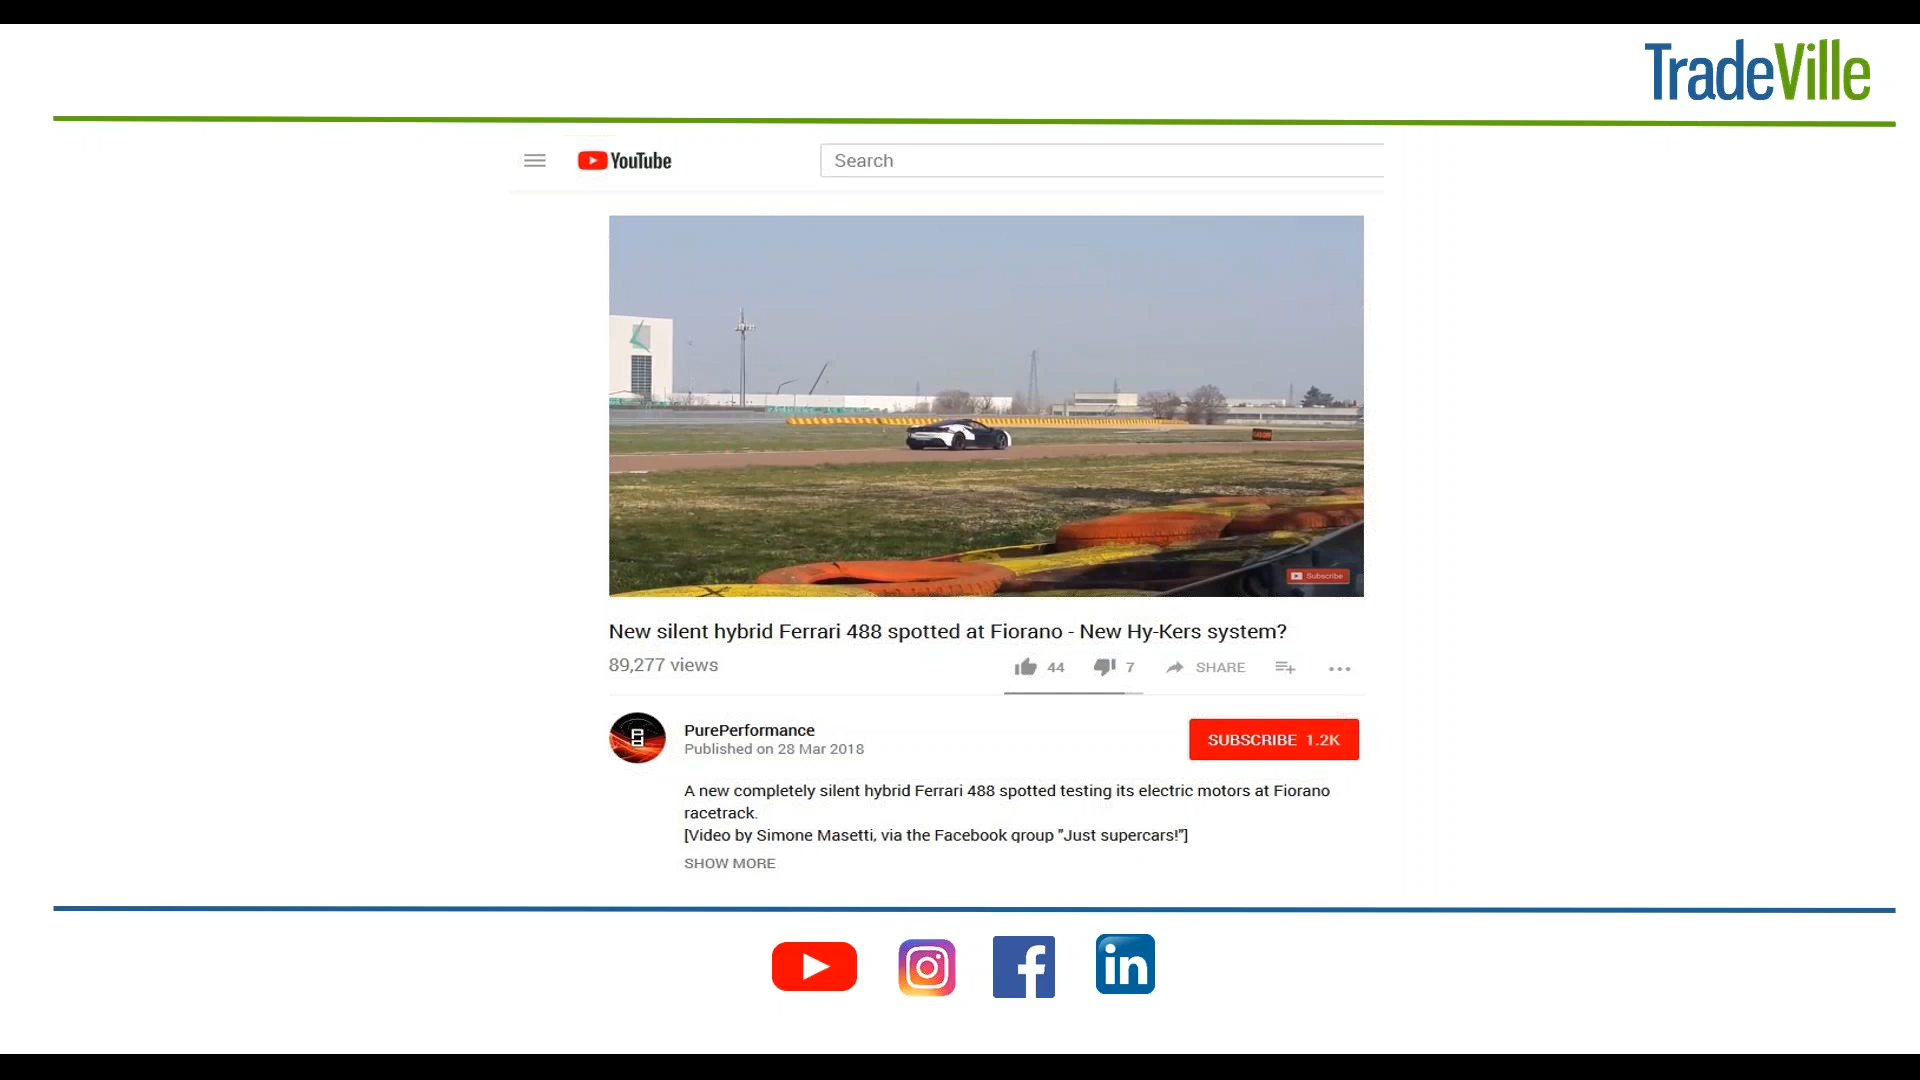 TradeVille
YouTube
Search
Subscribe
New silent hybrid Ferrari 488 spotted at Fiorano - New Hy-Kers system?
89,277 views
44
7
SHARE
PurePerformance
Published on 28 Mar 2018
SUBSCRIBE 1.2K
A new completely silent hybrid Ferrari 488 spotted testing its electric motors at Fiorano
racetrack.
[Video by Simone Masetti, via the Facebook group "Just supercars!"]
SHOW MORE
in